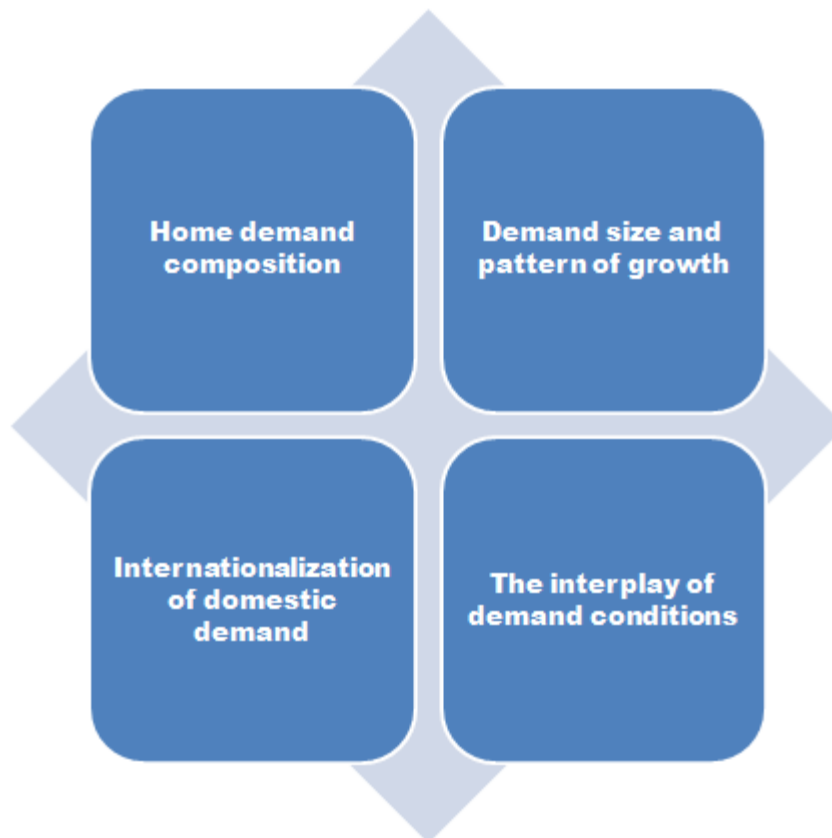 Home demand
composition
Demand size and
pattern of growth
Internationalization
of domestic
demand
The interplay of
demand conditions